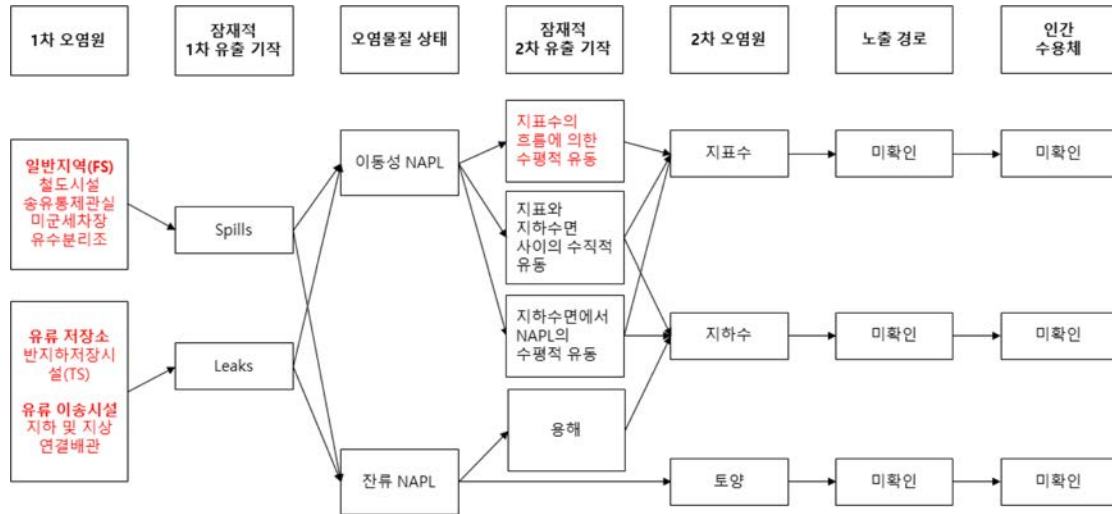 1차 오염원
잠재적
1차 유출 기작
오염물질 상태
잠재적
2차 유출 기작
2차 오염원
노출 경로
인간
수용체
일반지역(FS)
철도시설
송유통제관실
미군세차장
유수분리조
유류 저장소
반지하저장시
설(TS)
유류 이송시설
지하 및 지상
연결배관
Spills
Leaks
이동성 NAPL
잔류 NAPL
지표수의
흐름에 의한
수평적 유동
지표와
지하수면
사이의 수직적
유동
지하수면에서
NAPL의
수평적 유동
용해
지표수
지하수
토양
미확인
미확인
미확인
미확인
미확인
미확인